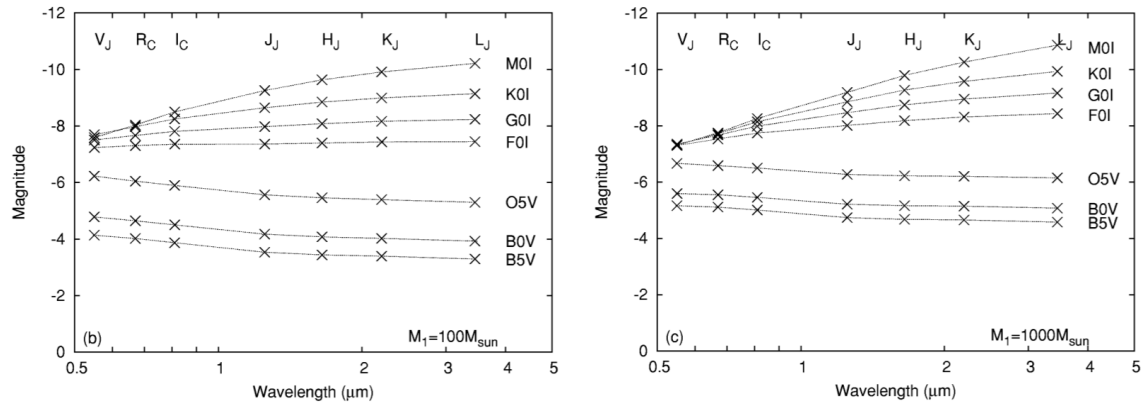 -12
-10
-8
-6
-4
-2
0
Magnitude
V_J R_C I_C J_J H_J K_J L_J
M0I
K0I
G0I
F0I
O5V
B0V
B5V
(b) M_1=100M_sun
0.5 1 2 3 4 5
Wavelength (μm)
-12
-10
-8
-6
-4
-2
0
Magnitude
V_J R_C I_C J_J H_J K_J L_J
M0I
K0I
G0I
F0I
O5V
B0V
B5V
(c) M_1=1000M_sun
0.5 1 2 3 4 5
Wavelength (μm)